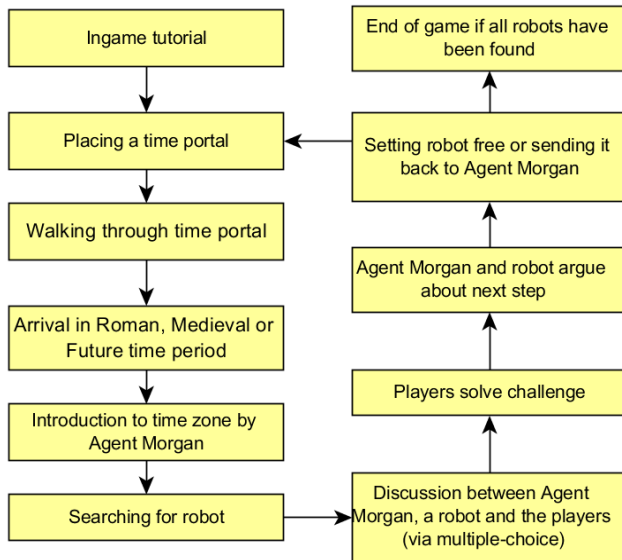 Ingame tutorial
Placing a time portal
Walking through time portal
Arrival in Roman, Medieval or
Future time period
Introduction to time zone by
Agent Morgan
Searching for robot
Discussion between Agent
Morgan, a robot and the players
(via multiple-choice)
Players solve challenge
Agent Morgan and robot argue
about next step
Setting robot free or sending it
back to Agent Morgan
End of game if all robots have
been found